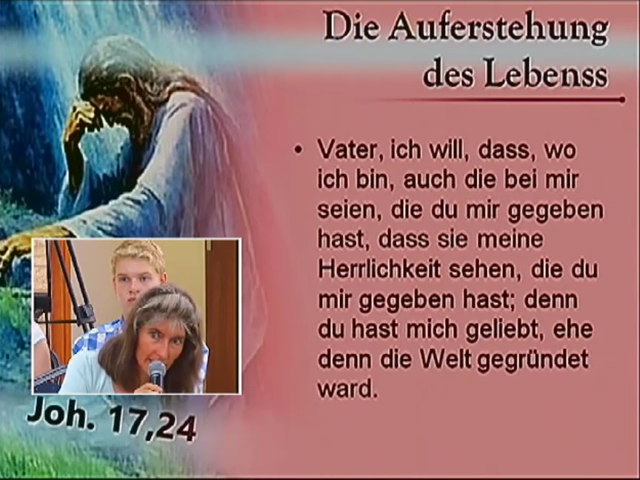 Die Auferstehung
des Lebenss
• Vater, ich will, dass, wo
ich bin, auch die bei mir
seien, die du mir gegeben
hast, dass sie meine
Herrlichkeit sehen, die du
mir gegeben hast; denn
du hast mich geliebt, ehe
denn die Welt gegründet
ward.
Joh. 17,24